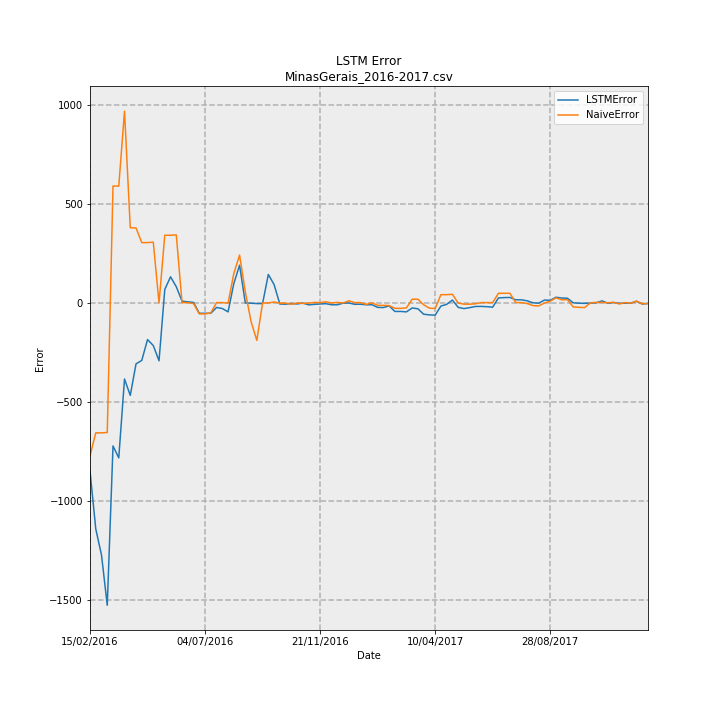 LSTM Error
MinasGerais_2016-2017.csv
LSTMError
NaiveError
1000
500
0
−500
−1000
−1500
Error
15/02/2016
04/07/2016
21/11/2016
10/04/2017
28/08/2017
Date